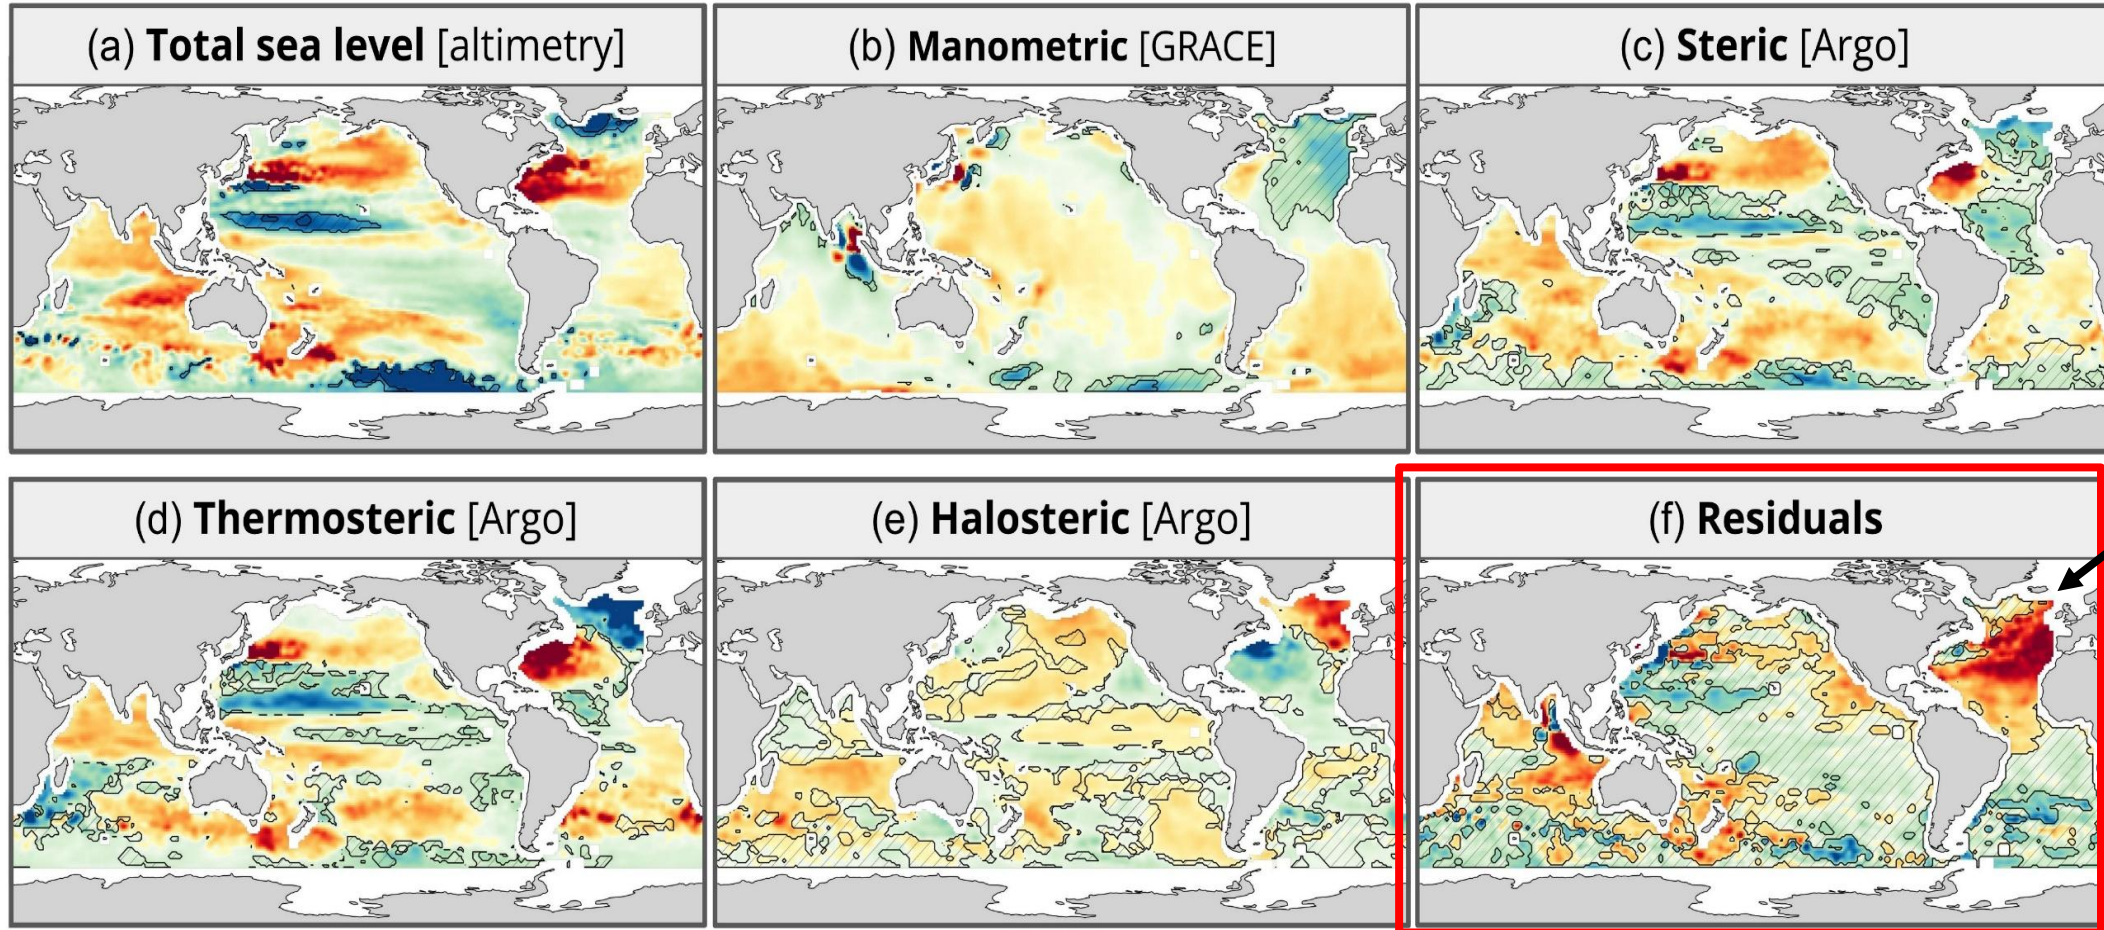 (a) Total sea level [altimetry]
(b) Manometric [GRACE]
(c) Steric [Argo]
(d) Thermosteric [Argo]
(e) Halosteric [Argo]
(f) Residuals